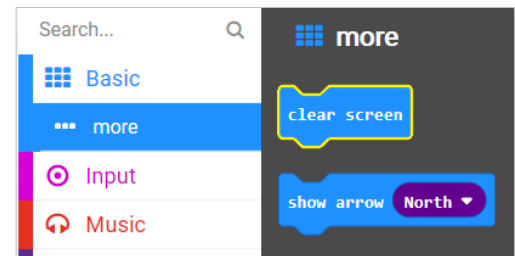 Search...
Basic
more
Input
Music
more
clear screen
show arrow North